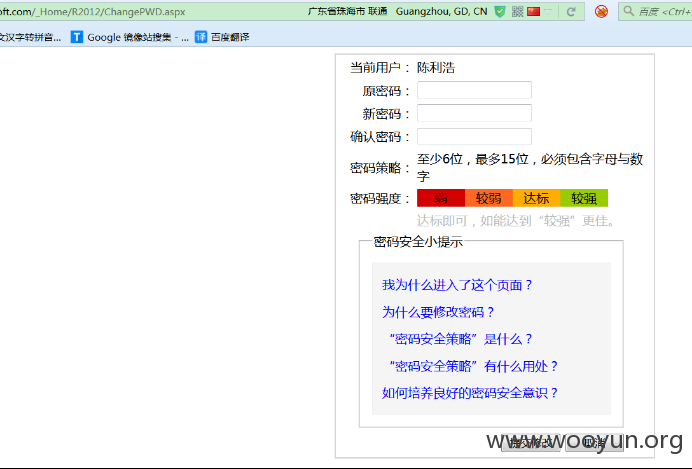 soft.com/_Home/R2012/ChangePWD.aspx 广东省珠海市 联通 Guangzhou, GD, CN 百度 <Ctrl+
文汉字转拼音... T Google 镜像站搜集 - ... 译 百度翻译
当前用户： 陈利浩
原密码：
新密码：
确认密码：
密码策略： 至少6位，最多15位，必须包含字母与数
字
密码强度： 弱 较弱 达标 较强
达标即可，如能达到“较强”更佳。
密码安全小提示
我为什么进入了这个页面？
为什么要修改密码？
“密码安全策略”是什么？
“密码安全策略”有什么用处？
如何培养良好的密码安全意识？
提交修改 取消
www.wooyun.org